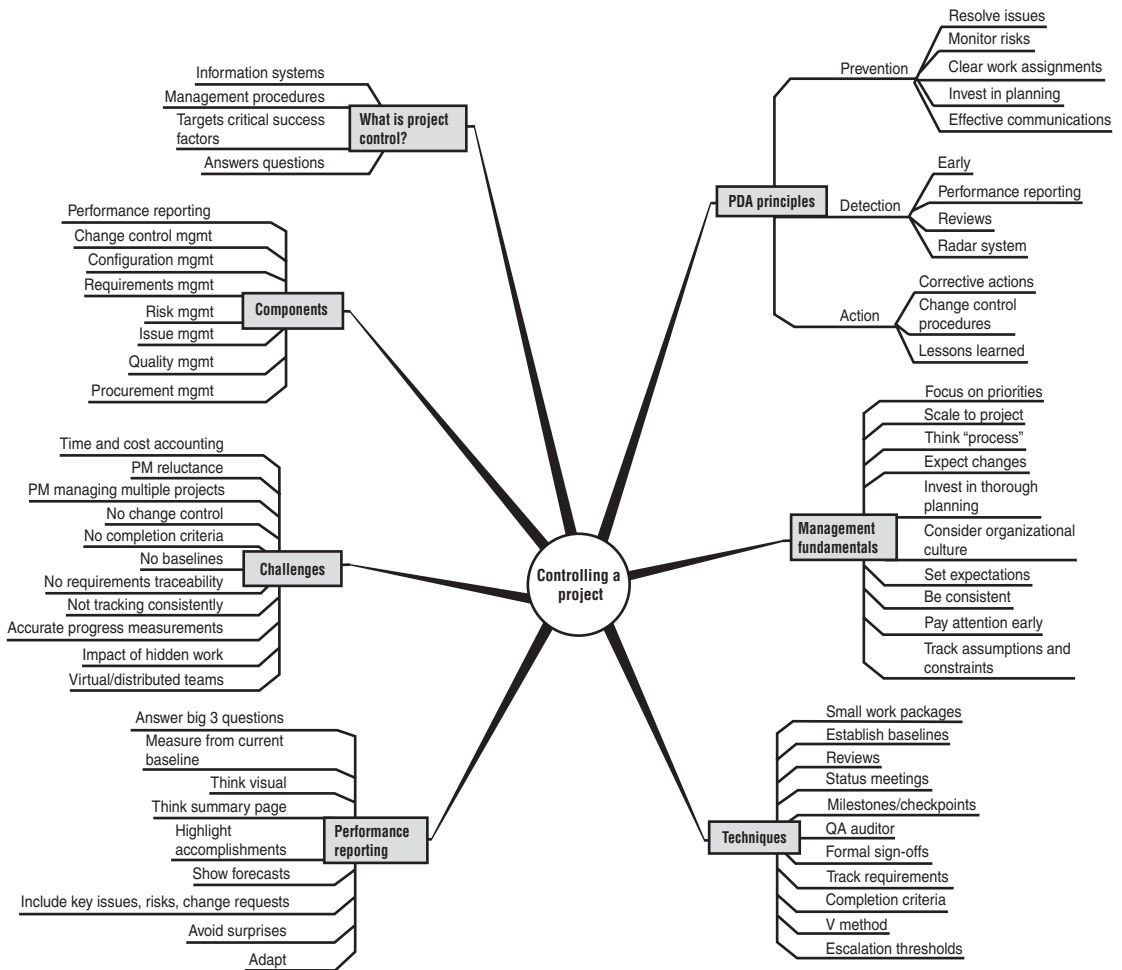 Controlling a
project
What is project
control?
Information systems
Management procedures
Targets critical success
factors
Answers questions
Components
Performance reporting
Change control mgmt
Configuration mgmt
Requirements mgmt
Risk mgmt
Issue mgmt
Quality mgmt
Procurement mgmt
Challenges
Time and cost accounting
PM reluctance
PM managing multiple projects
No change control
No completion criteria
No baselines
No requirements traceability
Not tracking consistently
Accurate progress measurements
Impact of hidden work
Virtual/distributed teams
Performance
reporting
Answer big 3 questions
Measure from current
baseline
Think visual
Think summary page
Highlight
accomplishments
Show forecasts
Include key issues, risks, change requests
Avoid surprises
Adapt
PDA principles
Prevention
Resolve issues
Monitor risks
Clear work assignments
Invest in planning
Effective communications
Detection
Early
Performance reporting
Reviews
Radar system
Action
Corrective actions
Change control
procedures
Lessons learned
Management
fundamentals
Focus on priorities
Scale to project
Think “process”
Expect changes
Invest in thorough
planning
Consider organizational
culture
Set expectations
Be consistent
Pay attention early
Track assumptions and
constraints
Techniques
Small work packages
Establish baselines
Reviews
Status meetings
Milestones/checkpoints
QA auditor
Formal sign-offs
Track requirements
Completion criteria
V method
Escalation thresholds